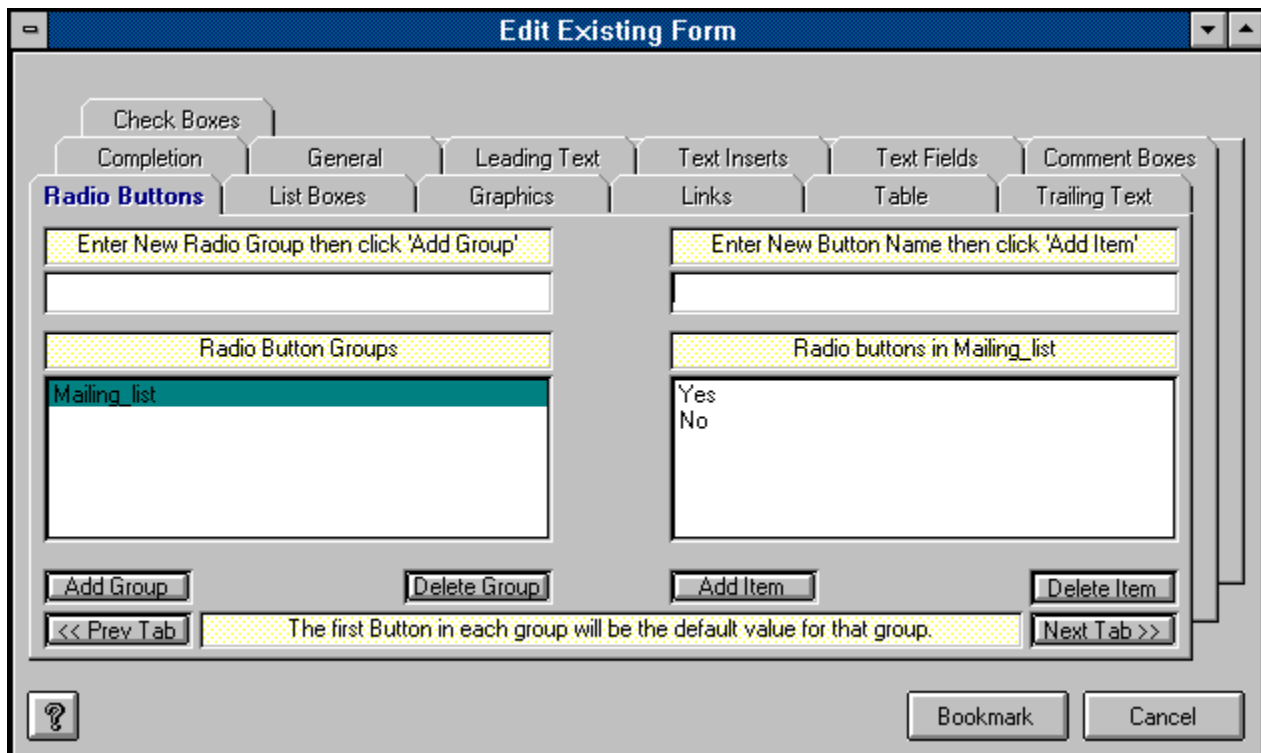 Edit Existing Form
Check Boxes
Completion General Leading Text Text Inserts Text Fields Comment Boxes
Radio Buttons List Boxes Graphics Links Table Trailing Text
Enter New Radio Group then click 'Add Group' Enter New Button Name then click 'Add Item'
Radio Button Groups Radio buttons in Mailing_list
Mailing_list Yes
No
Add Group Delete Group Add Item Delete Item
<< Prev Tab The first Button in each group will be the default value for that group. Next Tab >>
? Bookmark Cancel